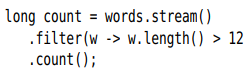 long count = words.stream()
.filter(w -> w.length() > 12
.count();